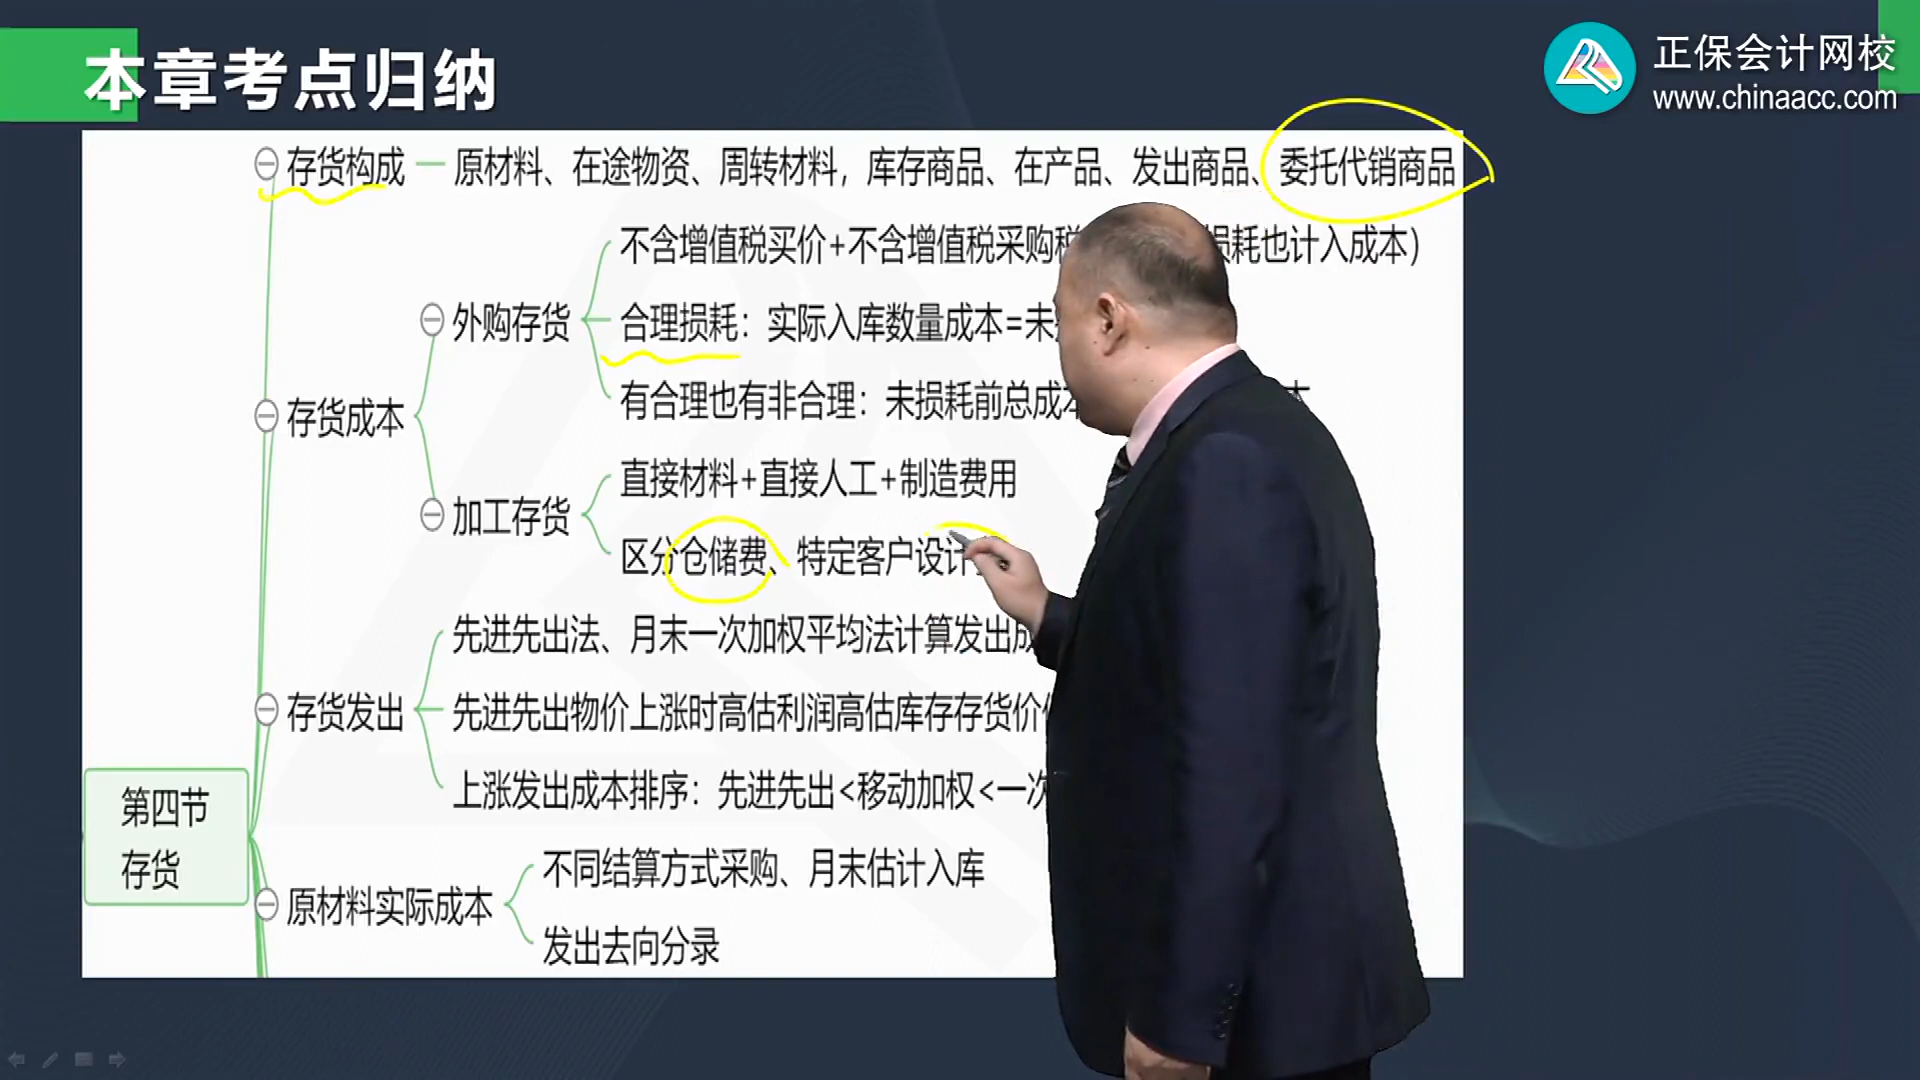 本章考点归纳
正保会计网校
www.chinaacc.com
存货构成
原材料、在途物资、周转材料，库存商品、在产品、发出商品、委托代销商品
不含增值税买价+不含增值税采购税
损耗也计入成本）
外购存货
合理损耗：实际入库数量成本=未
存货成本
有合理也有非合理：未损耗前总成本
本
直接材料+直接人工+制造费用
加工存货
区分仓储费、特定客户设计
先进先出法、月末一次加权平均法计算发出成
存货发出
先进先出物价上涨时高估利润高估库存存货价
上涨发出成本排序：先进先出<移动加权<一次
第四节
存货
不同结算方式采购、月末估计入库
原材料实际成本
发出去向分录